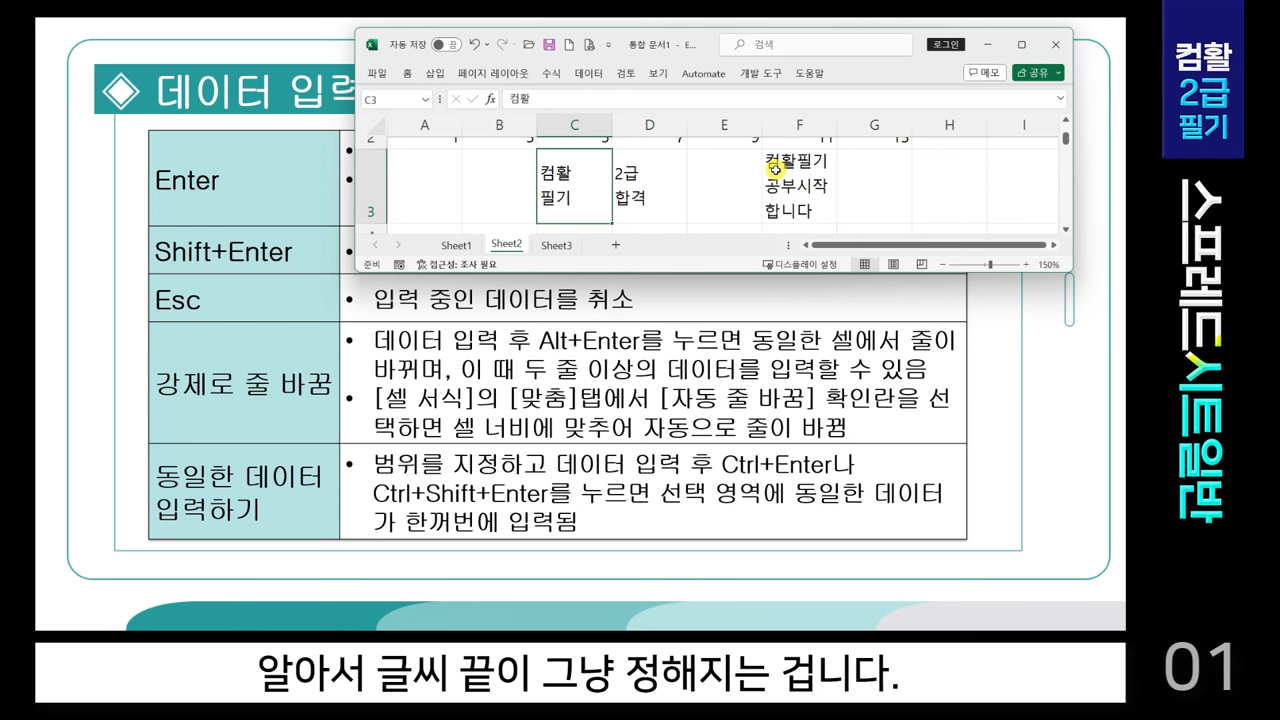 데이터 입력
자동 저장 끔 통합 문서1 - E... 검색 로그인
파일 홈 삽입 페이지 레이아웃 수식 데이터 검토 보기 Automate 개발 도구 도움말 메모 공유
C3 fx 컴활
A B C D E F G H I
2 1 3 5 7 9 11 13
3
컴활
필기
2급
합격
컴활필기
공부시작
합니다
Sheet1 Sheet2 Sheet3 +
준비 접근성: 조사 필요 디스플레이 설정 150%
Enter
Shift+Enter
Esc
• 입력 중인 데이터를 취소
강제로 줄 바꿈
• 데이터 입력 후 Alt+Enter를 누르면 동일한 셀에서 줄이
바뀌며, 이 때 두 줄 이상의 데이터를 입력할 수 있음
• [셀 서식]의 [맞춤]탭에서 [자동 줄 바꿈] 확인란을 선
택하면 셀 너비에 맞추어 자동으로 줄이 바뀜
동일한 데이터
입력하기
• 범위를 지정하고 데이터 입력 후 Ctrl+Enter나
Ctrl+Shift+Enter를 누르면 선택 영역에 동일한 데이터
가 한꺼번에 입력됨
알아서 글씨 끝이 그냥 정해지는 겁니다.
컴활
2급
필기
스프레드시트일반
01